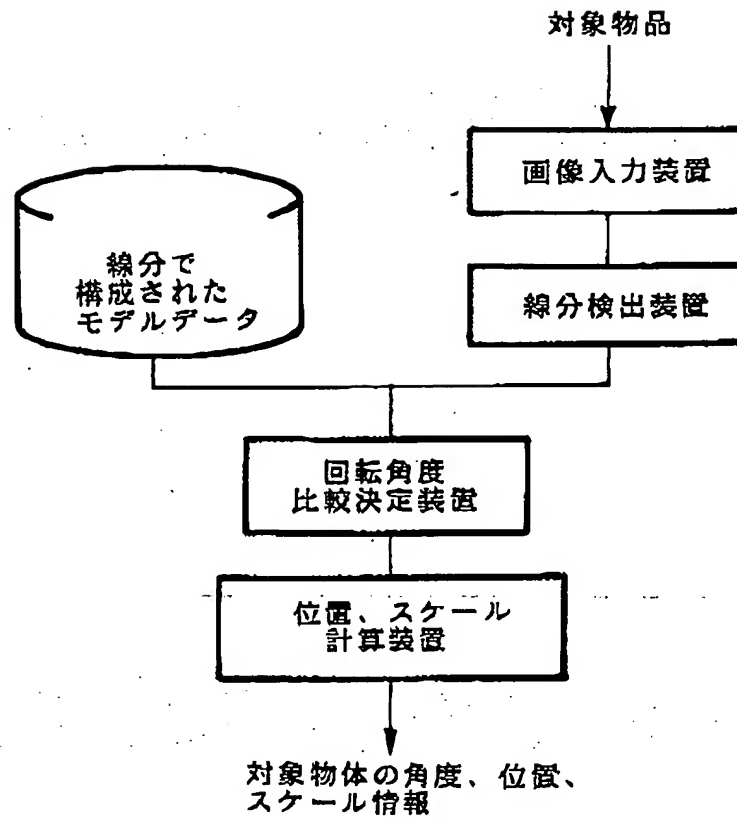 対象物品
画像入力装置
線分で
構成された
モデルデータ
線分検出装置
回転角度
比較決定装置
位置、スケール
計算装置
対象物体の角度、位置、
スケール情報